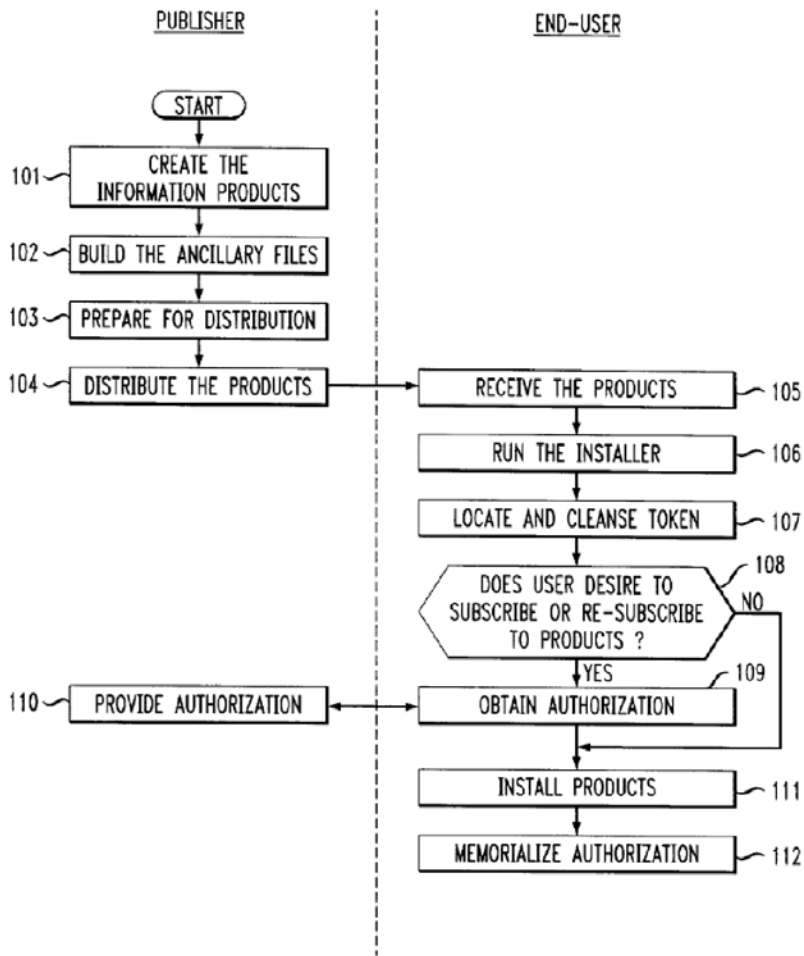 PUBLISHER
END-USER
START
101
CREATE THE
INFORMATION PRODUCTS
102
BUILD THE ANCILLARY FILES
103
PREPARE FOR DISTRIBUTION
104
DISTRIBUTE THE PRODUCTS
RECEIVE THE PRODUCTS
105
RUN THE INSTALLER
106
LOCATE AND CLEANSE TOKEN
107
108
DOES USER DESIRE TO
SUBSCRIBE OR RE-SUBSCRIBE
TO PRODUCTS ?
NO
YES
109
110
PROVIDE AUTHORIZATION
OBTAIN AUTHORIZATION
INSTALL PRODUCTS
111
MEMORIALIZE AUTHORIZATION
112